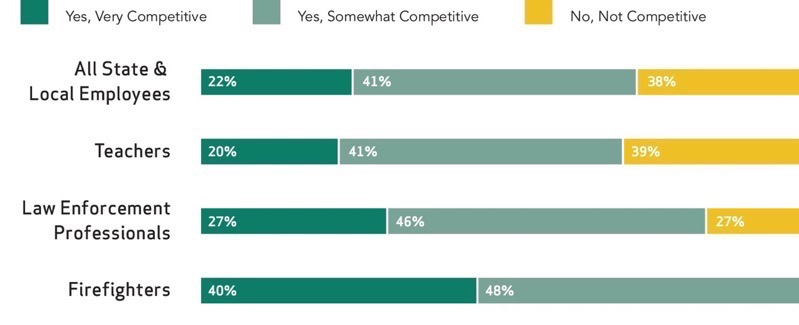 Yes, Very Competitive
Yes, Somewhat Competitive
No, Not Competitive
All State &
Local Employees
22%
41%
38%
Teachers
20%
41%
39%
Law Enforcement
Professionals
27%
46%
27%
Firefighters
40%
48%